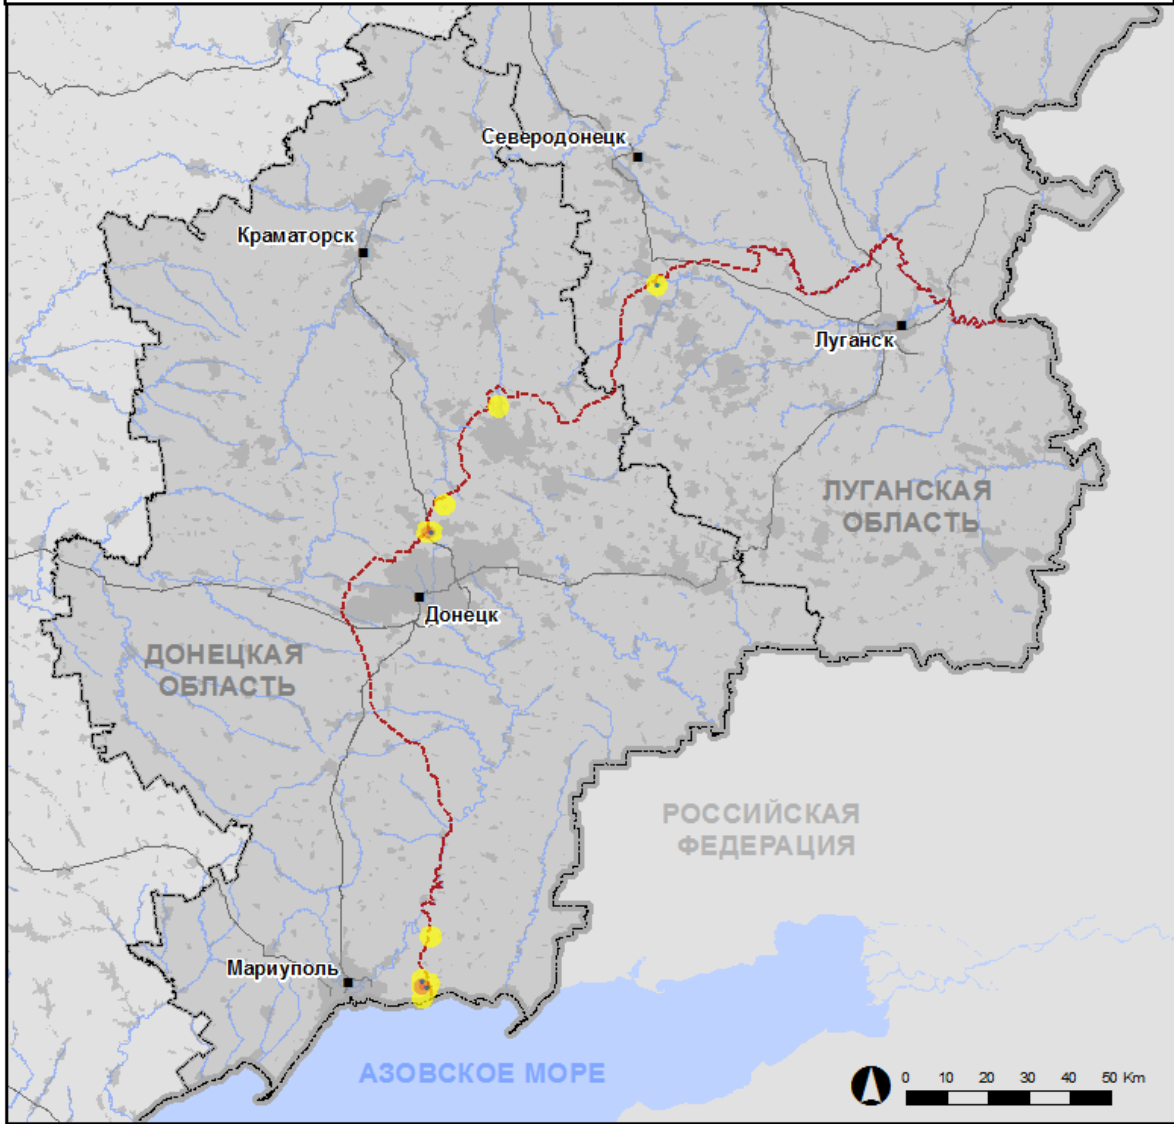 Северодонецк
Краматорск
Луганск
ЛУГАНСКАЯ
ОБЛАСТЬ
Донецк
ДОНЕЦКАЯ
ОБЛАСТЬ
РОССИЙСКАЯ
ФЕДЕРАЦИЯ
Мариуполь
АЗОВСКОЕ МОРЕ
0 10 20 30 40 50 Km